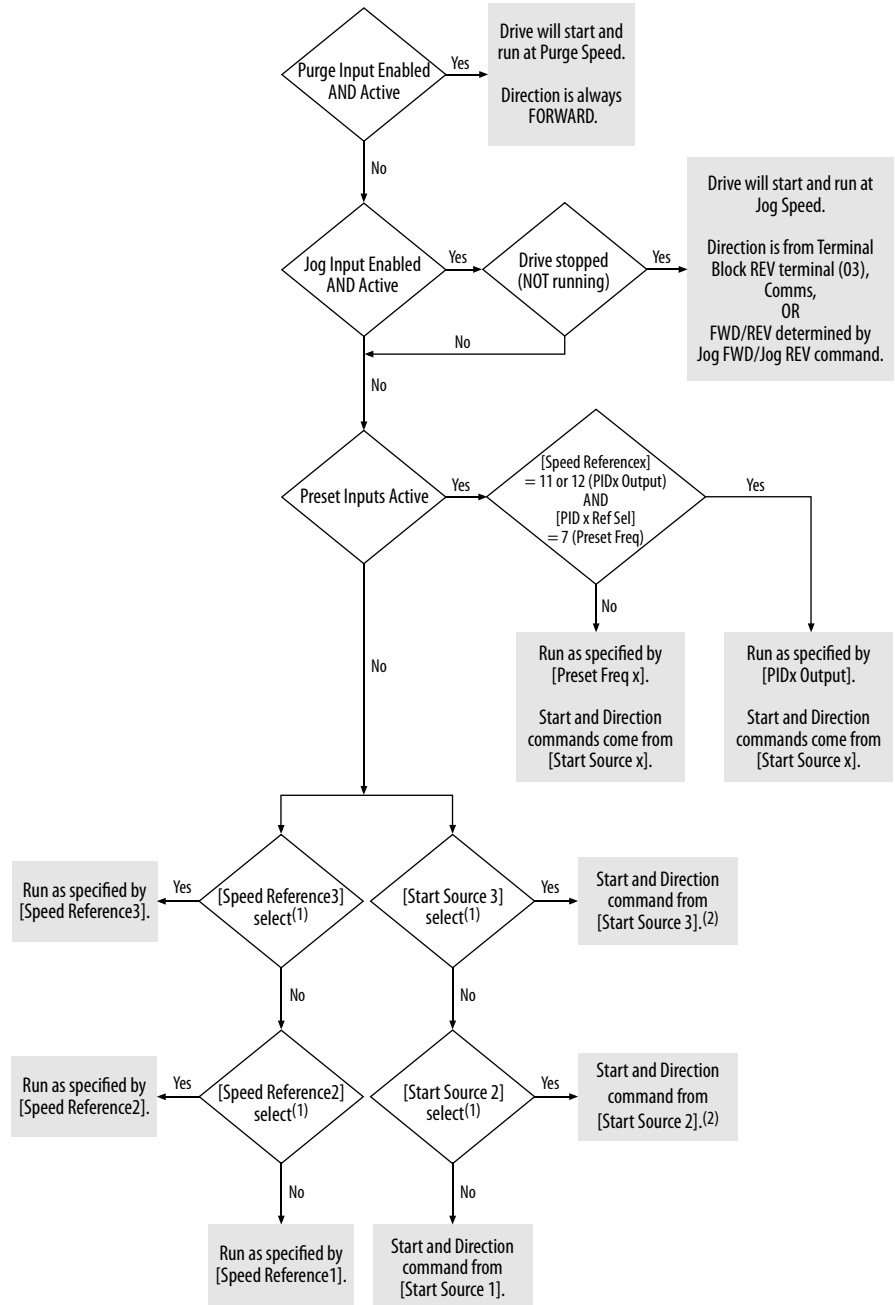 Purge Input Enabled
AND Active
Yes
Drive will start and
run at Purge Speed.
Direction is always
FORWARD.
No
Jog Input Enabled
AND Active
Yes
Drive stopped
(NOT running)
Yes
Drive will start and run at
Jog Speed.
Direction is from Terminal
Block REV terminal (03),
Comms,
OR
FWD/REV determined by
Jog FWD/Jog REV command.
No
No
Preset Inputs Active
Yes
[Speed Referencex]
= 11 or 12 (PIDx Output)
AND
[PID x Ref Sel]
= 7 (Preset Freq)
Yes
No
Run as specified by
[Preset Freq x].
Start and Direction
commands come from
[Start Source x].
Run as specified by
[PIDx Output].
Start and Direction
commands come from
[Start Source x].
No
Run as specified by
[Speed Reference3].
Yes
[Speed Reference3]
select(1)
[Start Source 3]
select(1)
Yes
Start and Direction
command from
[Start Source 3].(2)
No
No
Run as specified by
[Speed Reference2].
Yes
[Speed Reference2]
select(1)
[Start Source 2]
select(1)
Yes
Start and Direction
command from
[Start Source 2].(2)
No
No
Run as specified by
[Speed Reference1].
Start and Direction
command from
[Start Source 1].